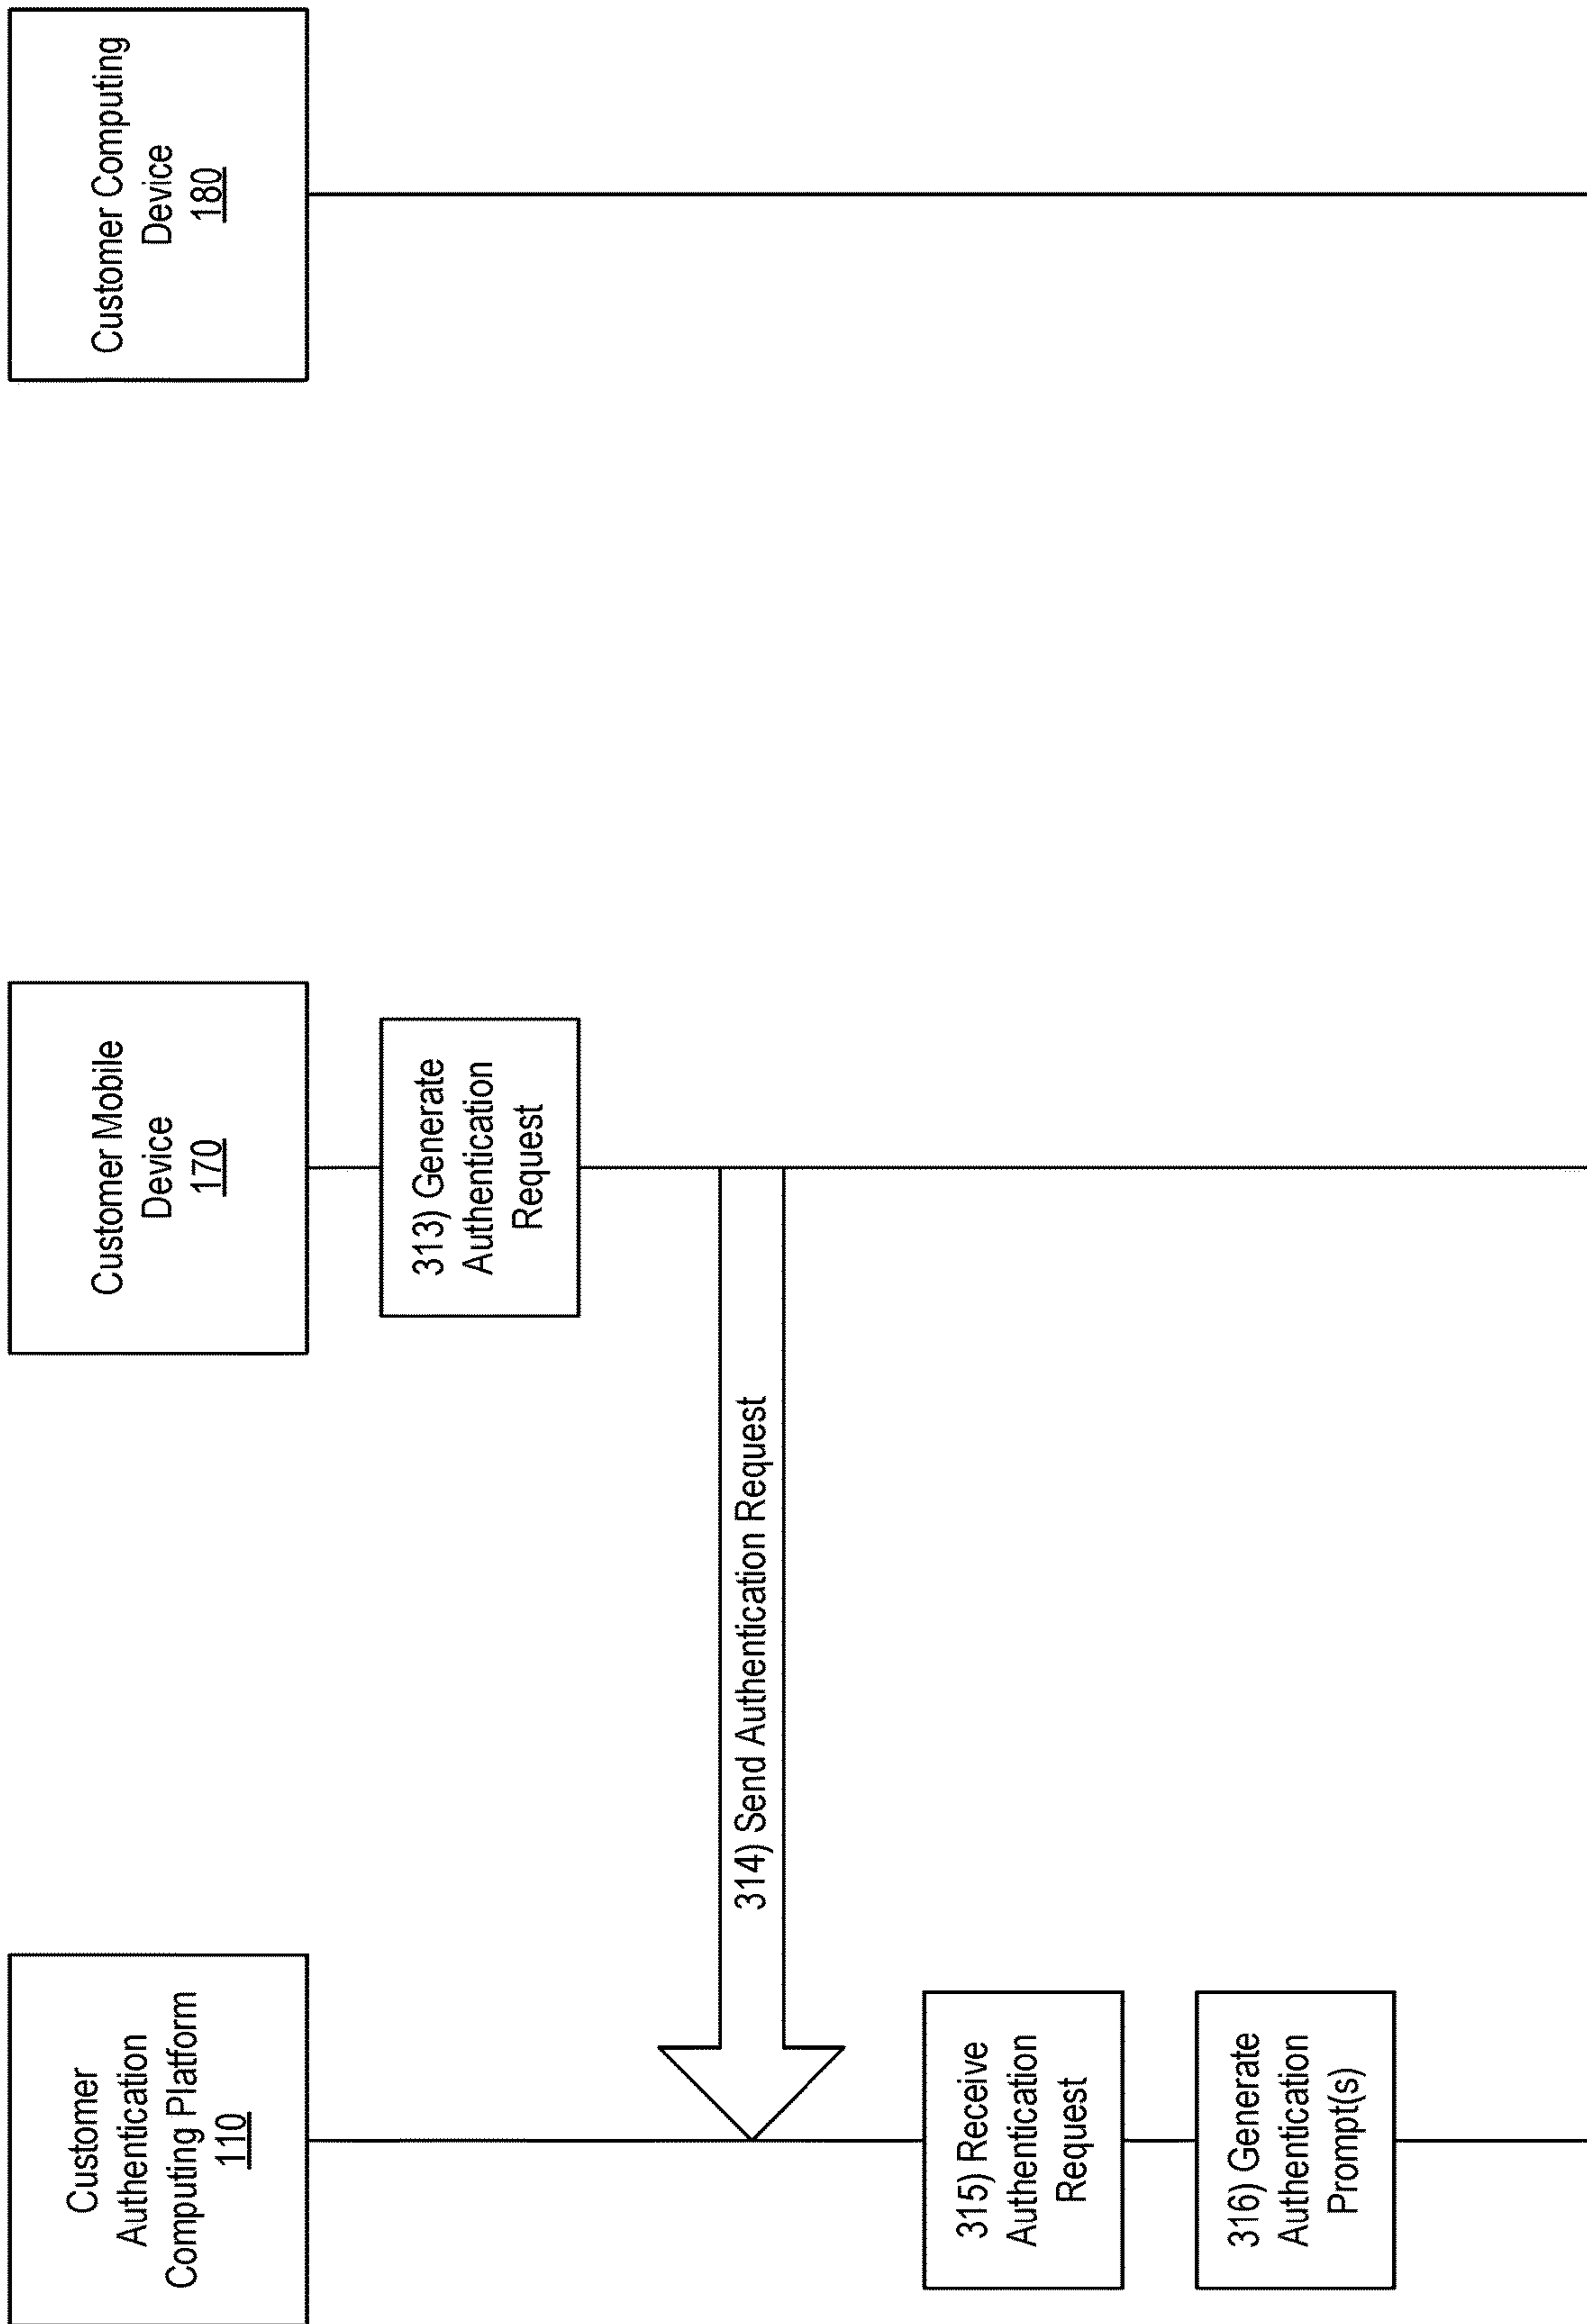 Customer
Authentication
Computing Platform
110
Customer Mobile
Device
170
Customer Computing
Device
180
313) Generate
Authentication
Request
314) Send Authentication Request
315) Receive
Authentication
Request
316) Generate
Authentication
Prompt(s)